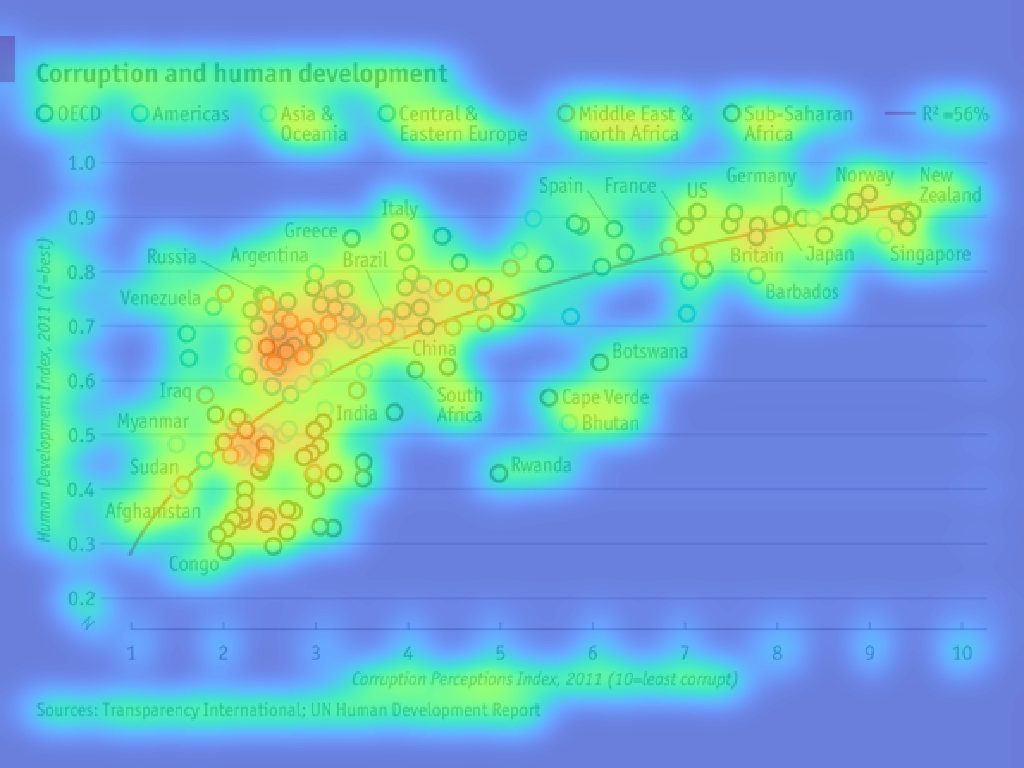 Corruption and human development
OECD
Americas
Asia &
Oceania
Central &
Eastern Europe
Middle East &
north Africa
Sub-Saharan
Africa
R² =56%
1.0
0.9
0.8
0.7
0.6
0.5
0.4
0.3
0.2
Human Development Index, 2011 (1=best)
Spain
France
US
Germany
Norway
New
Zealand
Italy
Greece
Russia
Argentina
Brazil
Britain
Japan
Singapore
Venezuela
Barbados
China
Botswana
Iraq
India
South
Africa
Cape Verde
Myanmar
Bhutan
Sudan
Rwanda
Afghanistan
Congo
1 2 3 4 5 6 7 8 9 10
Corruption Perceptions Index, 2011 (10=least corrupt)
Sources: Transparency International; UN Human Development Report